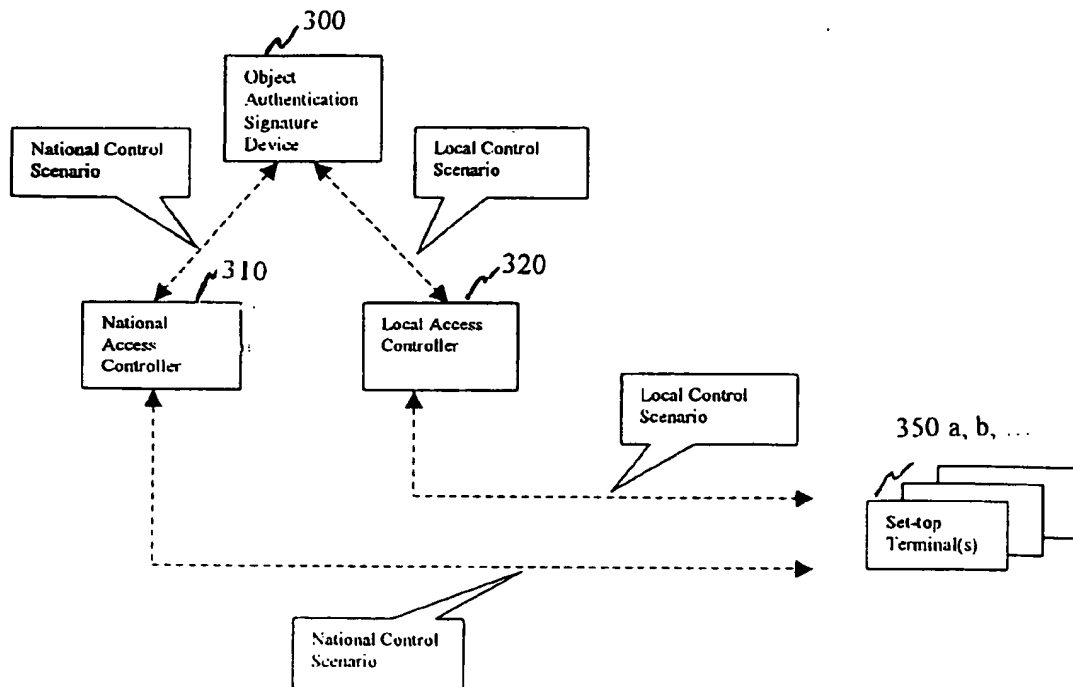 300
Object
Authentication
Signature
Device
National Control
Scenario
Local Control
Scenario
310
320
National
Access
Controller
Local Access
Controller
Local Control
Scenario
350 a, b, ...
Set-top
Terminal(s)
National Control
Scenario